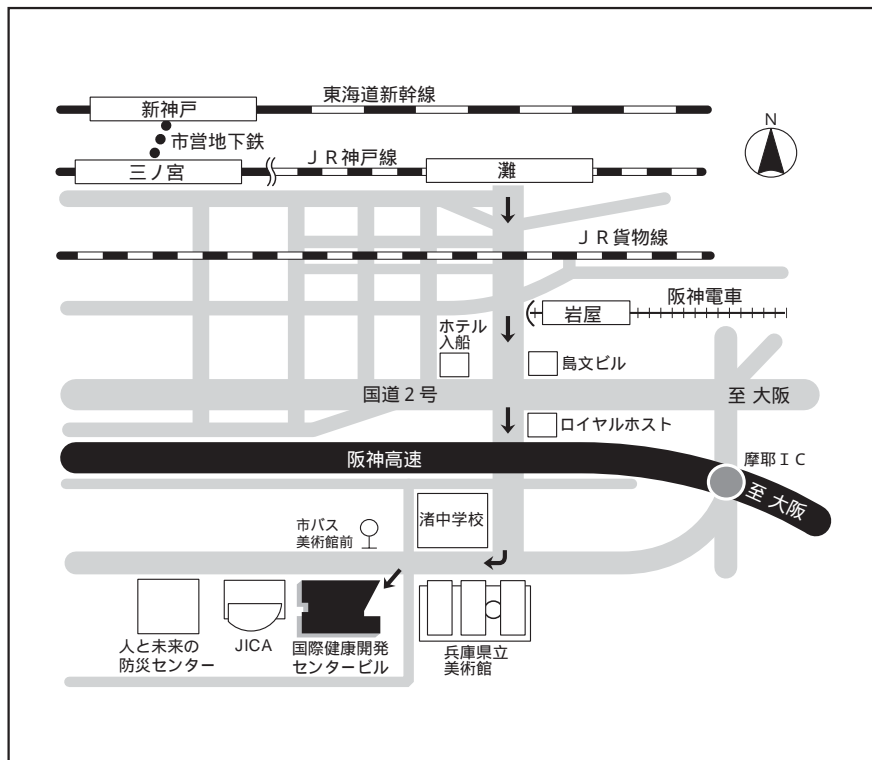 東海道新幹線
新神戸
市営地下鉄
N
JR神戸線
三ノ宮
灘
JR貨物線
阪神電車
岩屋
ホテル
入船
島文ビル
国道2号
至 大阪
ロイヤルホスト
阪神高速
摩耶IC
至 大阪
渚中学校
市バス
美術館前
人と未来の
防災センター
JICA
国際健康開発
センタービル
兵庫県立
美術館